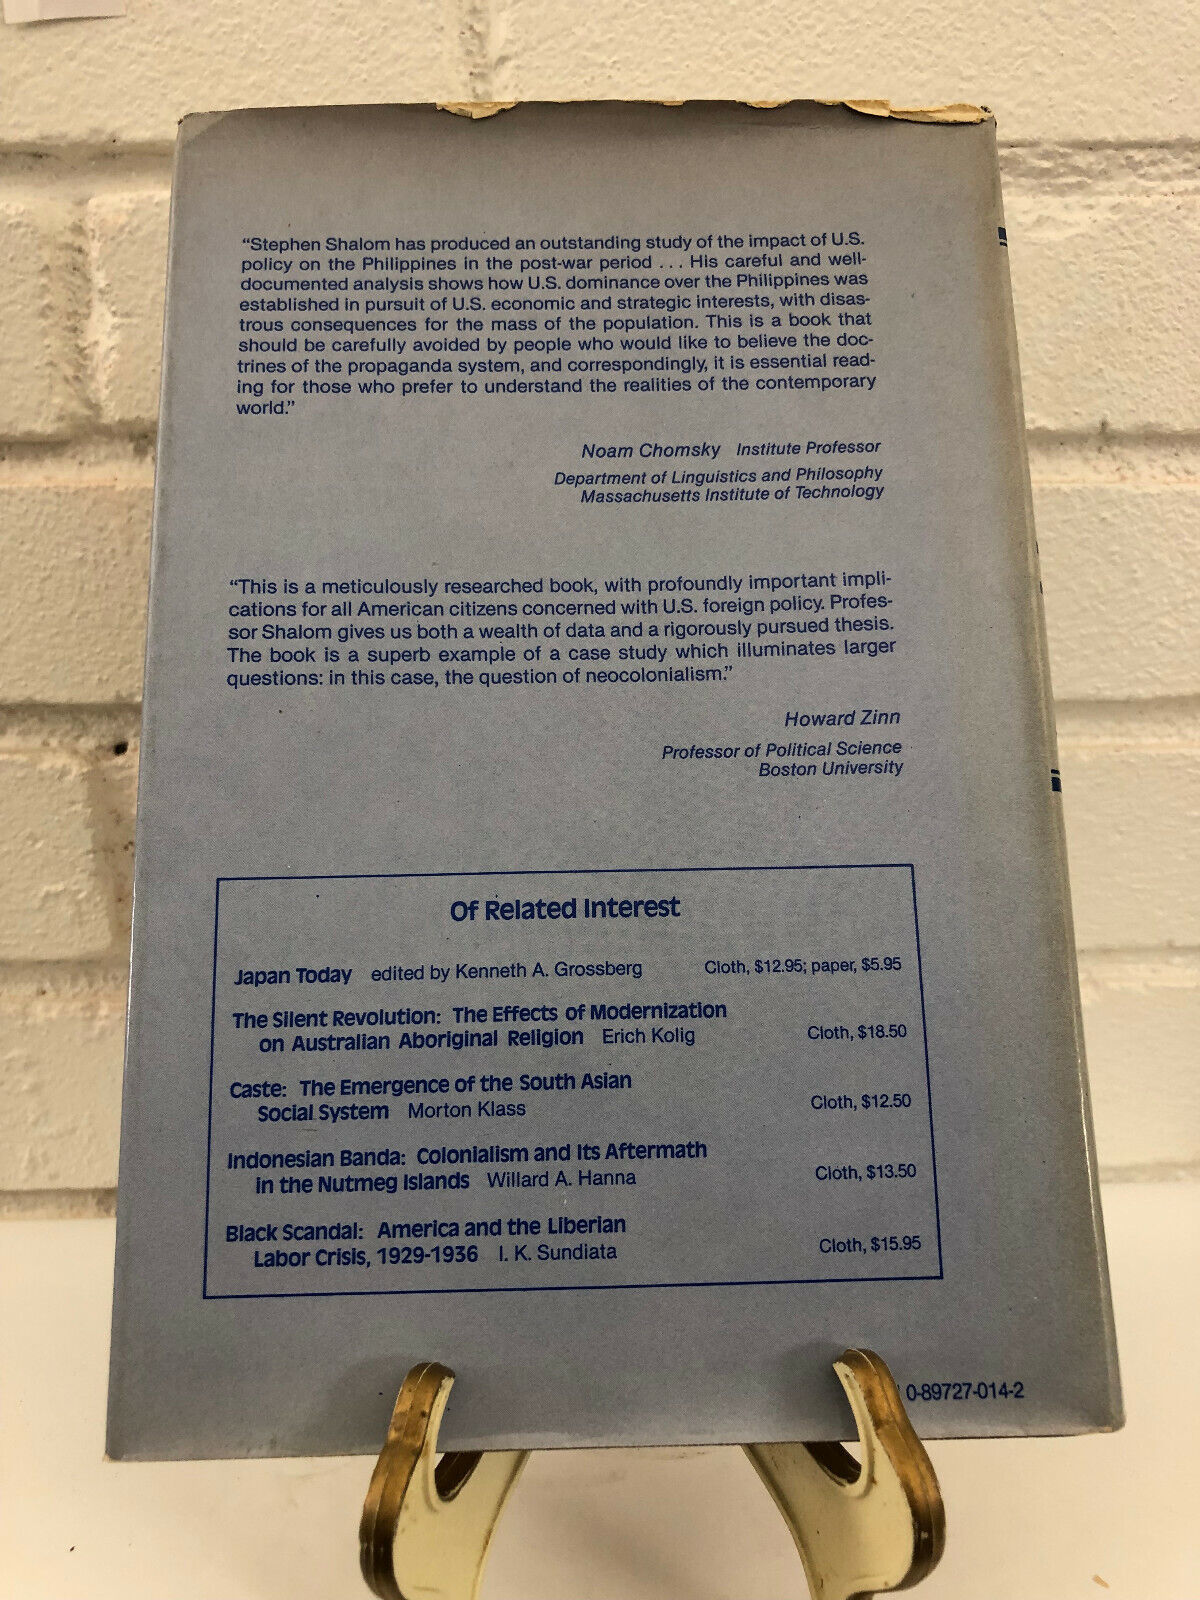 “Stephen Shalom has produced an outstanding study of the impact of U.S.
policy on the Philippines in the post-war period . . . His careful and well-
documented analysis shows how U.S. dominance over the Philippines was
established in pursuit of U.S. economic and strategic interests, with disas-
trous consequences for the mass of the population. This is a book that
should be carefully avoided by people who would like to believe the doc-
trines of the propaganda system, and correspondingly, it is essential read-
ing for those who prefer to understand the realities of the contemporary
world.”
Noam Chomsky Institute Professor
Department of Linguistics and Philosophy
Massachusetts Institute of Technology
“This is a meticulously researched book, with profoundly important impli-
cations for all American citizens concerned with U.S. foreign policy. Profes-
sor Shalom gives us both a wealth of data and a rigorously pursued thesis.
The book is a superb example of a case study which illuminates larger
questions: in this case, the question of neocolonialism.”
Howard Zinn
Professor of Political Science
Boston University
Of Related Interest
Japan Today edited by Kenneth A. Grossberg Cloth, $12.95; paper, $5.95
The Silent Revolution: The Effects of Modernization
on Australian Aboriginal Religion Erich Kolig Cloth, $18.50
Caste: The Emergence of the South Asian
Social System Morton Klass Cloth, $12.50
Indonesian Banda: Colonialism and Its Aftermath
in the Nutmeg Islands Willard A. Hanna Cloth, $13.50
Black Scandal: America and the Liberian
Labor Crisis, 1929-1936 I. K. Sundiata Cloth, $15.95
0-89727-014-2